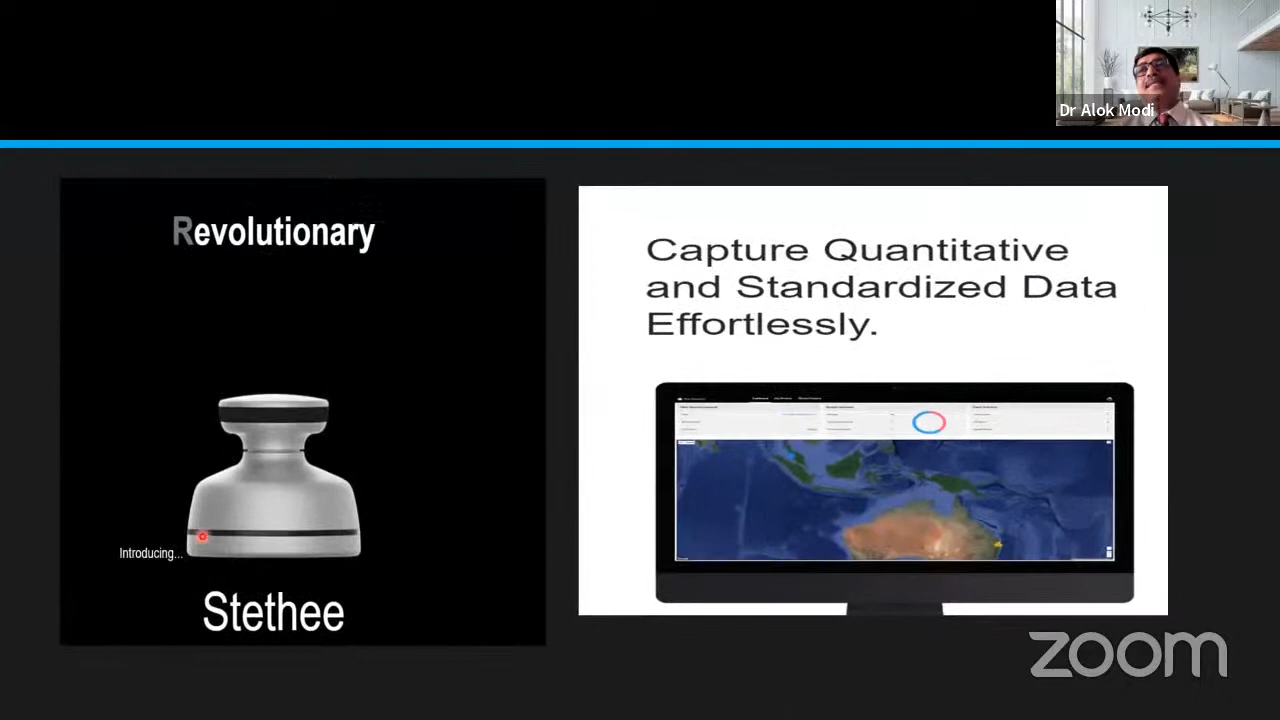 Dr Alok Modi
Revolutionary
Introducing...
Stethee
Capture Quantitative
and Standardized Data
Effortlessly.
zoom